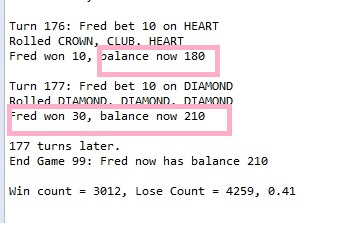 Turn 176: Fred bet 10 on HEART
Rolled CROWN, CLUB, HEART
Fred won 10, balance now 180
Turn 177: Fred bet 10 on DIAMOND
Rolled DIAMOND, DIAMOND, DIAMOND
Fred won 30, balance now 210
177 turns later.
End Game 99: Fred now has balance 210
Win count = 3012, Lose Count = 4259, 0.41